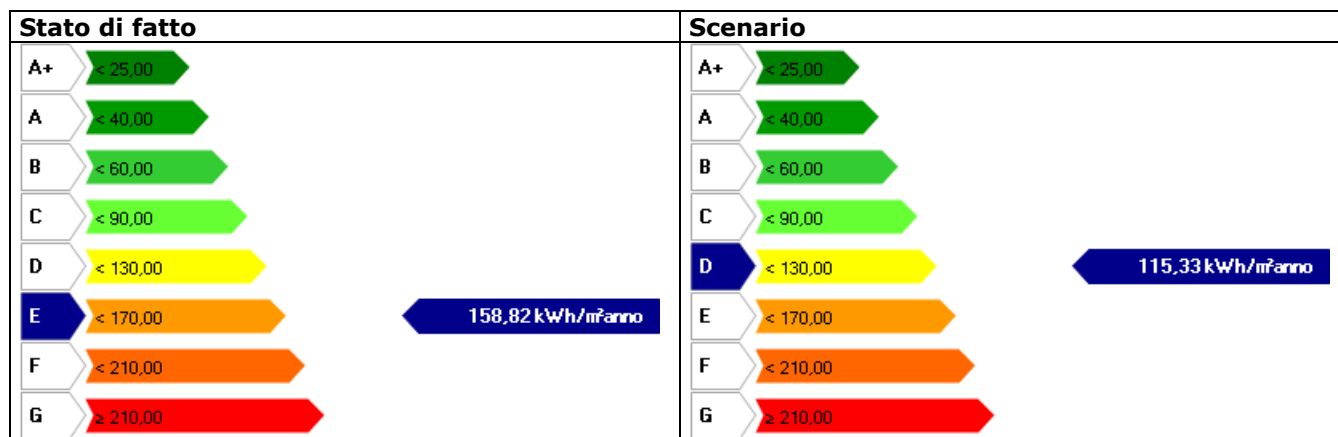 Stato di fatto
A+ < 25,00
A < 40,00
B < 60,00
C < 90,00
D < 130,00
E < 170,00 158,82 kWh/m²anno
F < 210,00
G ≥ 210,00
Scenario
A+ < 25,00
A < 40,00
B < 60,00
C < 90,00
D < 130,00 115,33 kWh/m²anno
E < 170,00
F < 210,00
G ≥ 210,00